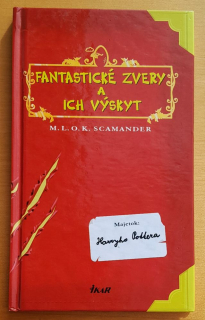 FANTASTICKÉ ZVERY
A
ICH VÝSKYT
M. L. O. K. SCAMANDER
Majetok:
Harryho Pottera
IKAR